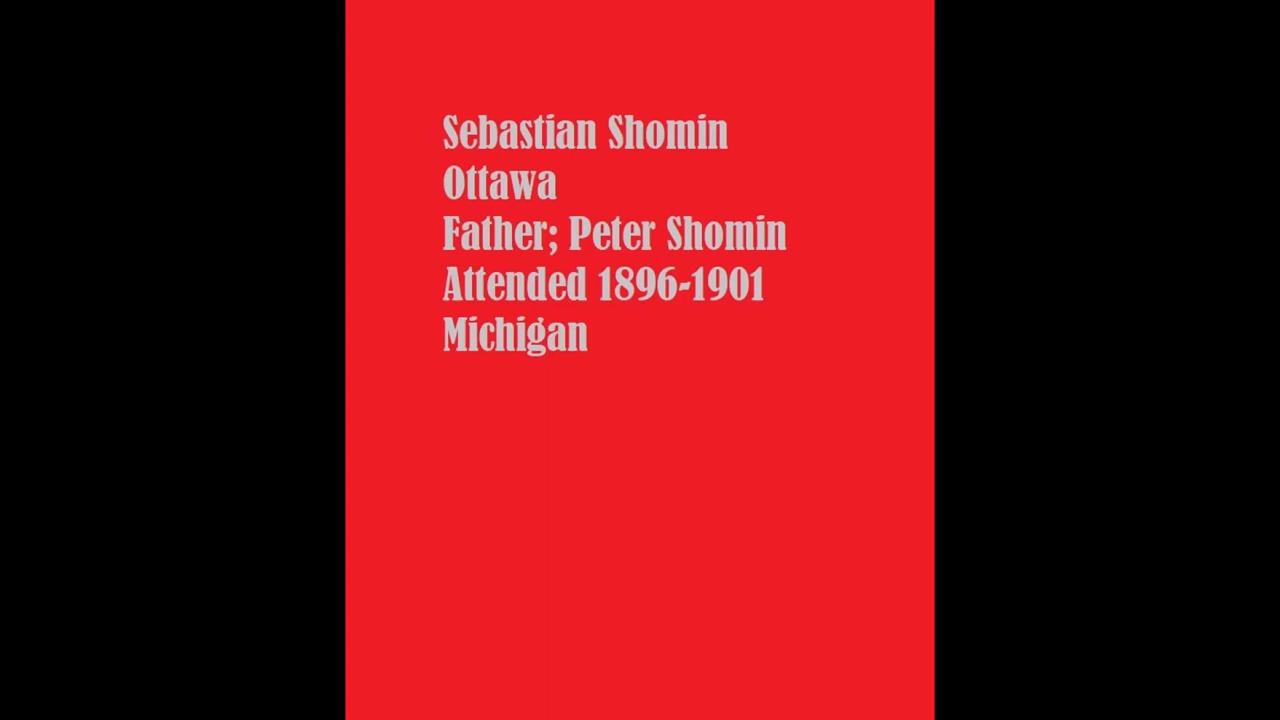 Sebastian Shomin
Ottawa
Father; Peter Shomin
Attended 1896-1901
Michigan